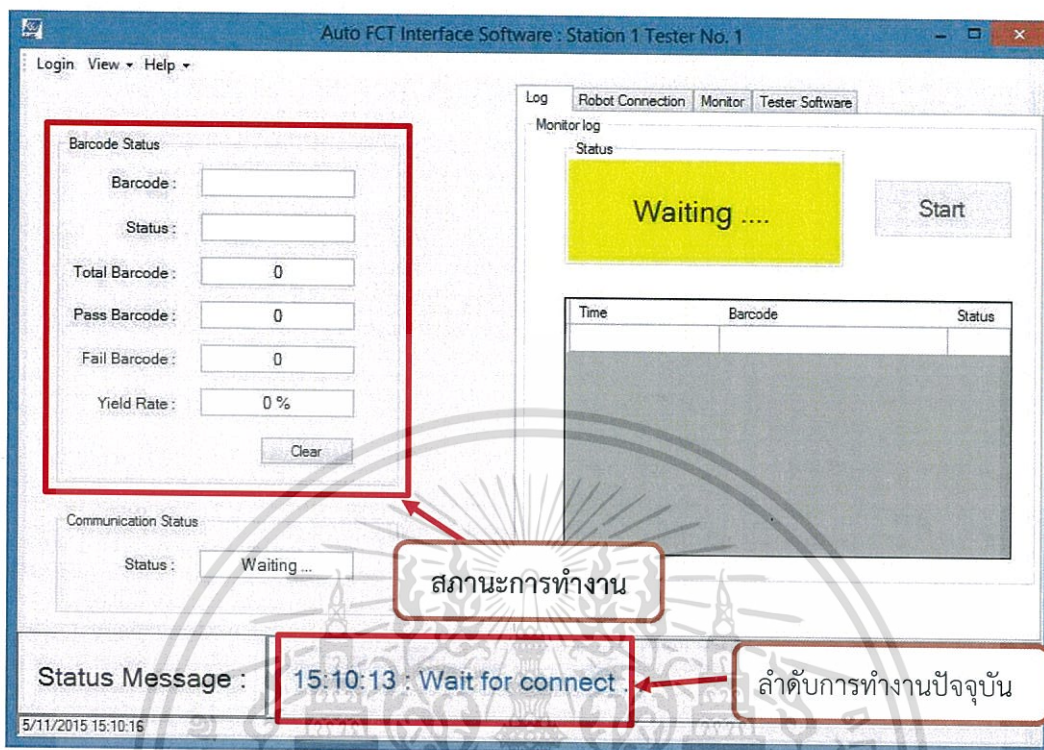 Auto FCT Interface Software : Station 1 Tester No. 1
Login View Help
Log Robot Connection Monitor Tester Software
Barcode Status
Barcode :
Status :
Total Barcode : 0
Pass Barcode : 0
Fail Barcode : 0
Yield Rate : 0 %
Clear
Monitor log
Status
Waiting ....
Start
Time Barcode Status
Communication Status
Status : Waiting ...
สภานะการทำงาน
Status Message : 15:10:13 : Wait for connect .
ลำดับการทำงานปัจจุบัน
5/11/2015 15:10:16